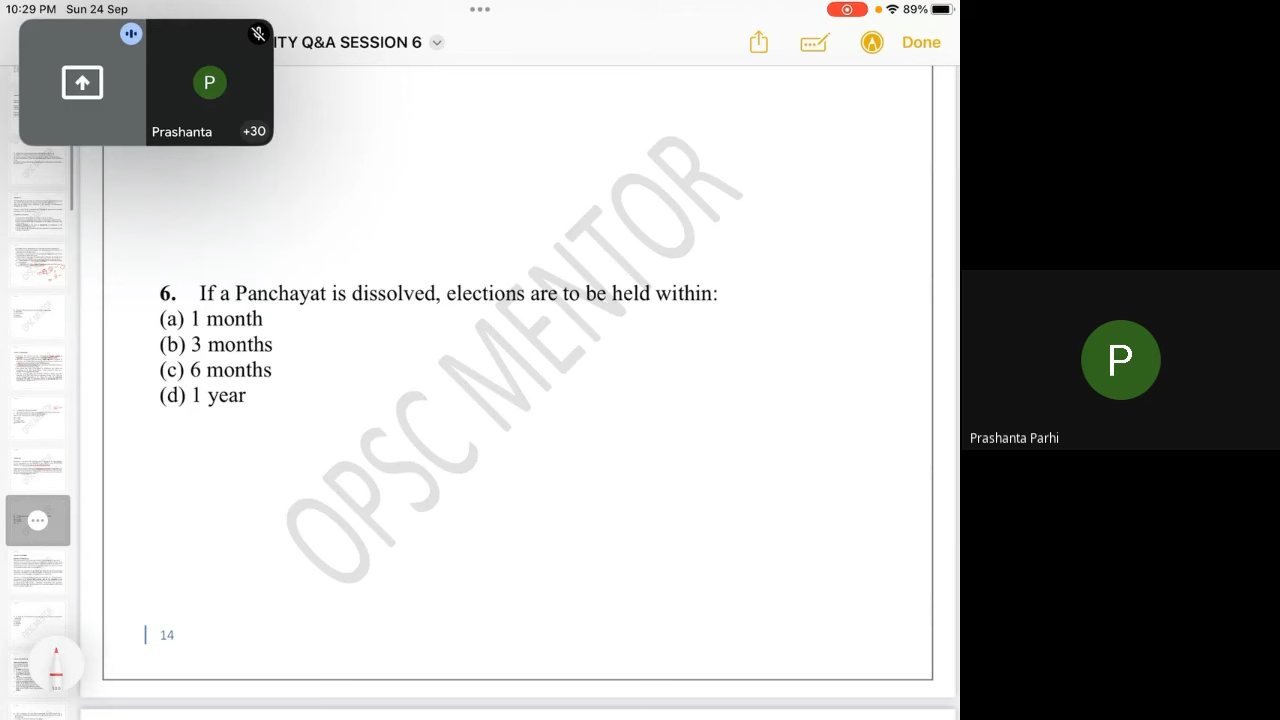 10:29 PM Sun 24 Sep
89%
ITY Q&A SESSION 6
Done
P
Prashanta +30
OPSC MENTOR
6. If a Panchayat is dissolved, elections are to be held within:
(a) 1 month
(b) 3 months
(c) 6 months
(d) 1 year
14
P
Prashanta Parhi